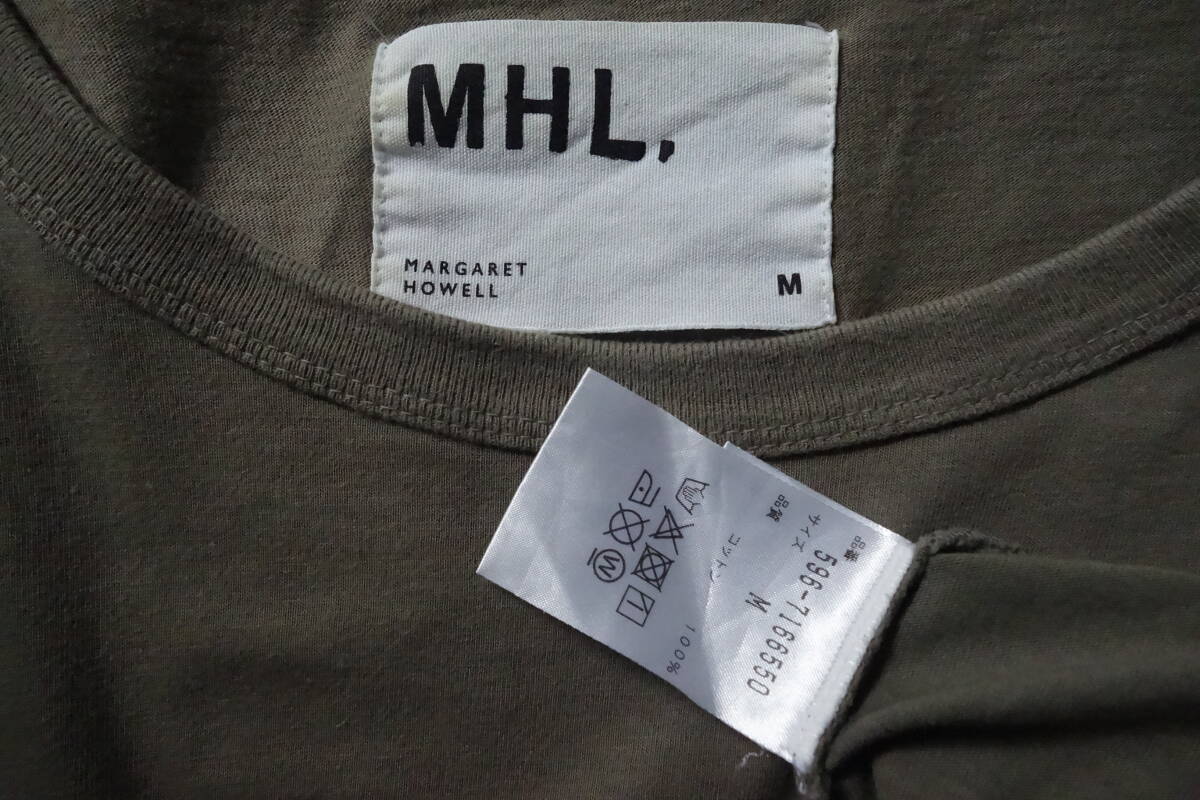 MHL.
MARGARET
HOWELL
M
品番 596-7166550
サイズ M
品質
コットン 100%